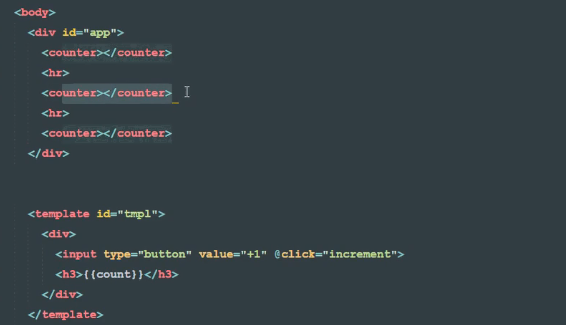 <body>
<div id="app">
<counter></counter>
<hr>
<counter></counter>
<hr>
<counter></counter>
</div>
<template id="tmpl">
<div>
<input type="button" value="+1" @click="increment">
<h3>{{count}}</h3>
</div>
</template>